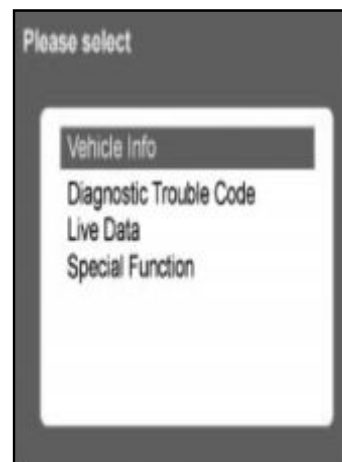 Please select
Vehicle Info
Diagnostic Trouble Code
Live Data
Special Function